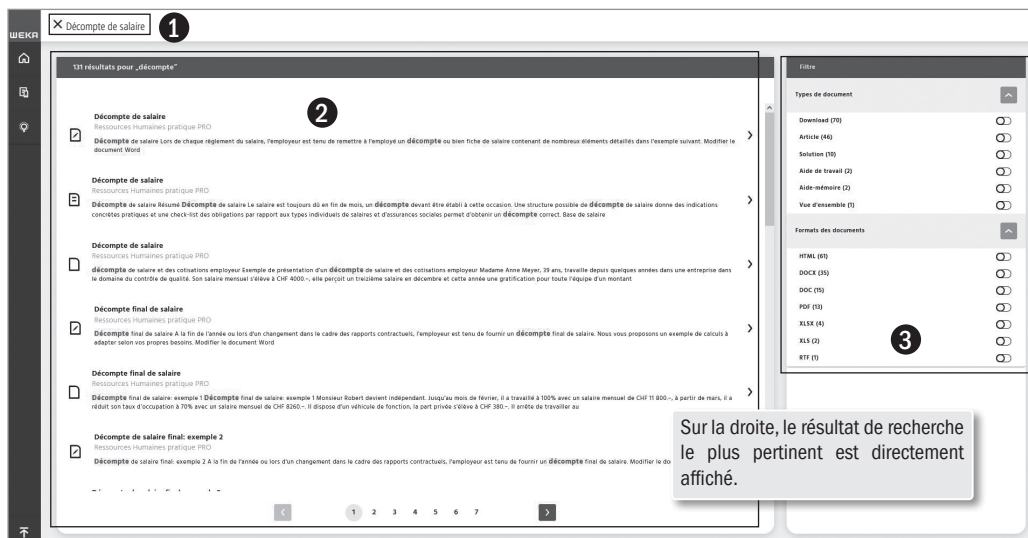 WEKA
✕ Décompte de salaire
1
131 résultats pour „décompte"
2
Décompte de salaire
Ressources Humaines pratique PRO
Décompte de salaire Lors de chaque règlement du salaire, l'employeur est tenu de remettre à l'employé un décompte ou bien fiche de salaire contenant de nombreux éléments détaillés dans l'exemple suivant. Modifier le
document Word
Décompte de salaire
Ressources Humaines pratique PRO
Décompte de salaire Résumé Décompte de salaire Le salaire est toujours dû en fin de mois, un décompte devant être établi à cette occasion. Une structure possible de décompte de salaire donne des indications
concrètes pratiques et une check-list des obligations par rapport aux types individuels de salaires et d'assurances sociales permet d'obtenir un décompte correct. Base de salaire
Décompte de salaire
Ressources Humaines pratique PRO
décompte de salaire et des cotisations employeur Exemple de présentation d'un décompte de salaire et des cotisations employeur Madame Anne Meyer, 39 ans, travaille depuis quelques années dans une entreprise dans
le domaine du contrôle de qualité. Son salaire mensuel s'élève à CHF 4000.–, elle perçoit un treizième salaire en décembre et cette année une gratification pour toute l'équipe d'un montant
Décompte final de salaire
Ressources Humaines pratique PRO
Décompte final de salaire A la fin de l'année ou lors d'un changement dans le cadre des rapports contractuels, l'employeur est tenu de fournir un décompte final de salaire. Nous vous proposons un exemple de calculs à
adapter selon vos propres besoins. Modifier le document Word
Décompte final de salaire
Ressources Humaines pratique PRO
Décompte final de salaire: exemple 1 Décompte final de salaire: exemple 1 Monsieur Robert devient indépendant. Jusqu'au mois de février, il a travaillé à 100% avec un salaire mensuel de CHF 11 800.–, à partir de mars, il a
réduit son taux d'occupation à 70% avec un salaire mensuel de CHF 8260.–. Il dispose d'un véhicule de fonction, la part privée s'élève à CHF 380.–. Il arrête de travailler au
Décompte de salaire final: exemple 2
Ressources Humaines pratique PRO
Décompte de salaire final: exemple 2 A la fin de l'année ou lors d'un changement dans le cadre des rapports contractuels, l'employeur est tenu de fournir un décompte final de salaire. Modifier le do
1 2 3 4 5 6 7
Filtre
Types de document
Download (70)
Article (46)
Solution (10)
Aide de travail (2)
Aide-mémoire (2)
Vue d'ensemble (1)
Formats des documents
HTML (61)
DOCX (35)
DOC (15)
PDF (13)
XLSX (4)
XLS (2)
RTF (1)
3
Sur la droite, le résultat de recherche
le plus pertinent est directement
affiché.